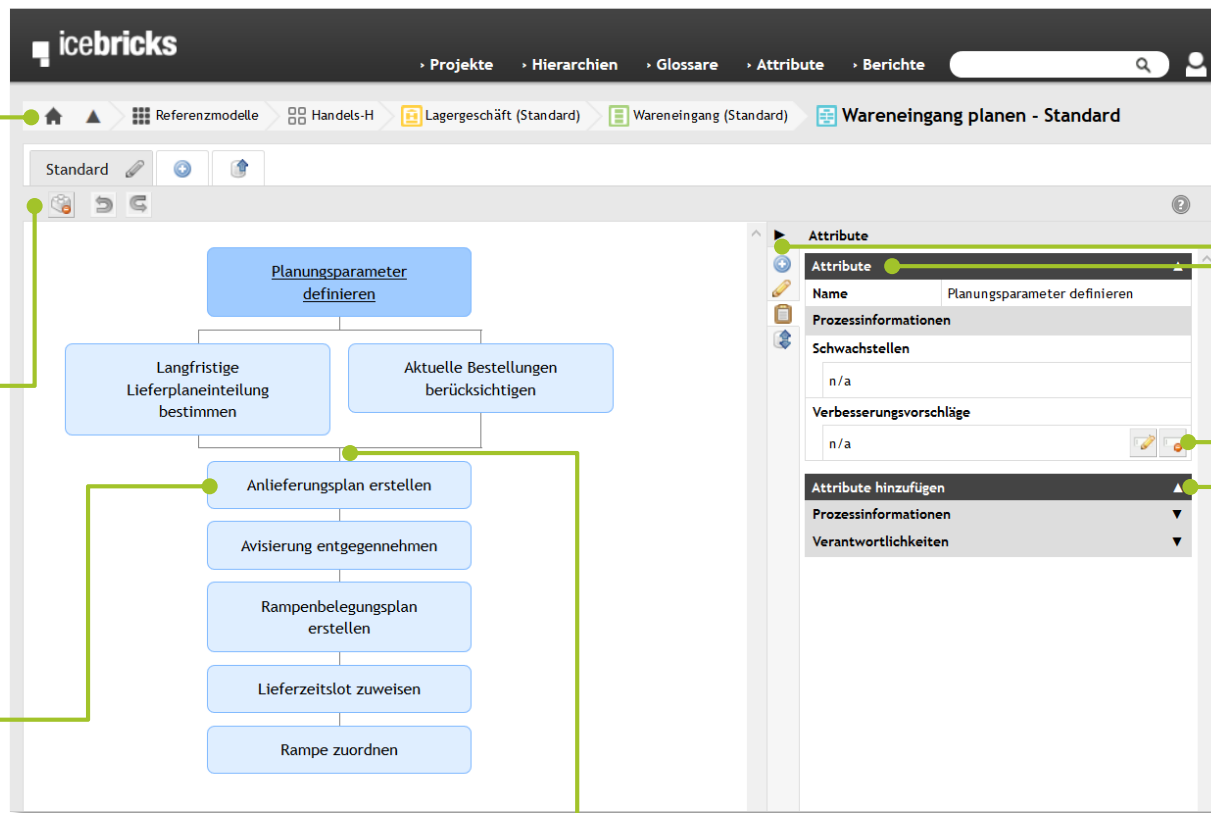 icebricks
› Projekte › Hierarchien › Glossare › Attribute › Berichte
Referenzmodelle Handels-H Lagergeschäft (Standard) Wareneingang (Standard) Wareneingang planen - Standard
Standard
Planungsparameter
definieren
Langfristige
Lieferplaneinteilung
bestimmen
Aktuelle Bestellungen
berücksichtigen
Anlieferungsplan erstellen
Avisierung entgegennehmen
Rampenbelegungsplan
erstellen
Lieferzeitslot zuweisen
Rampe zuordnen
Attribute
Attribute
Name Planungsparameter definieren
Prozessinformationen
Schwachstellen
n/a
Verbesserungsvorschläge
n/a
Attribute hinzufügen
Prozessinformationen
Verantwortlichkeiten